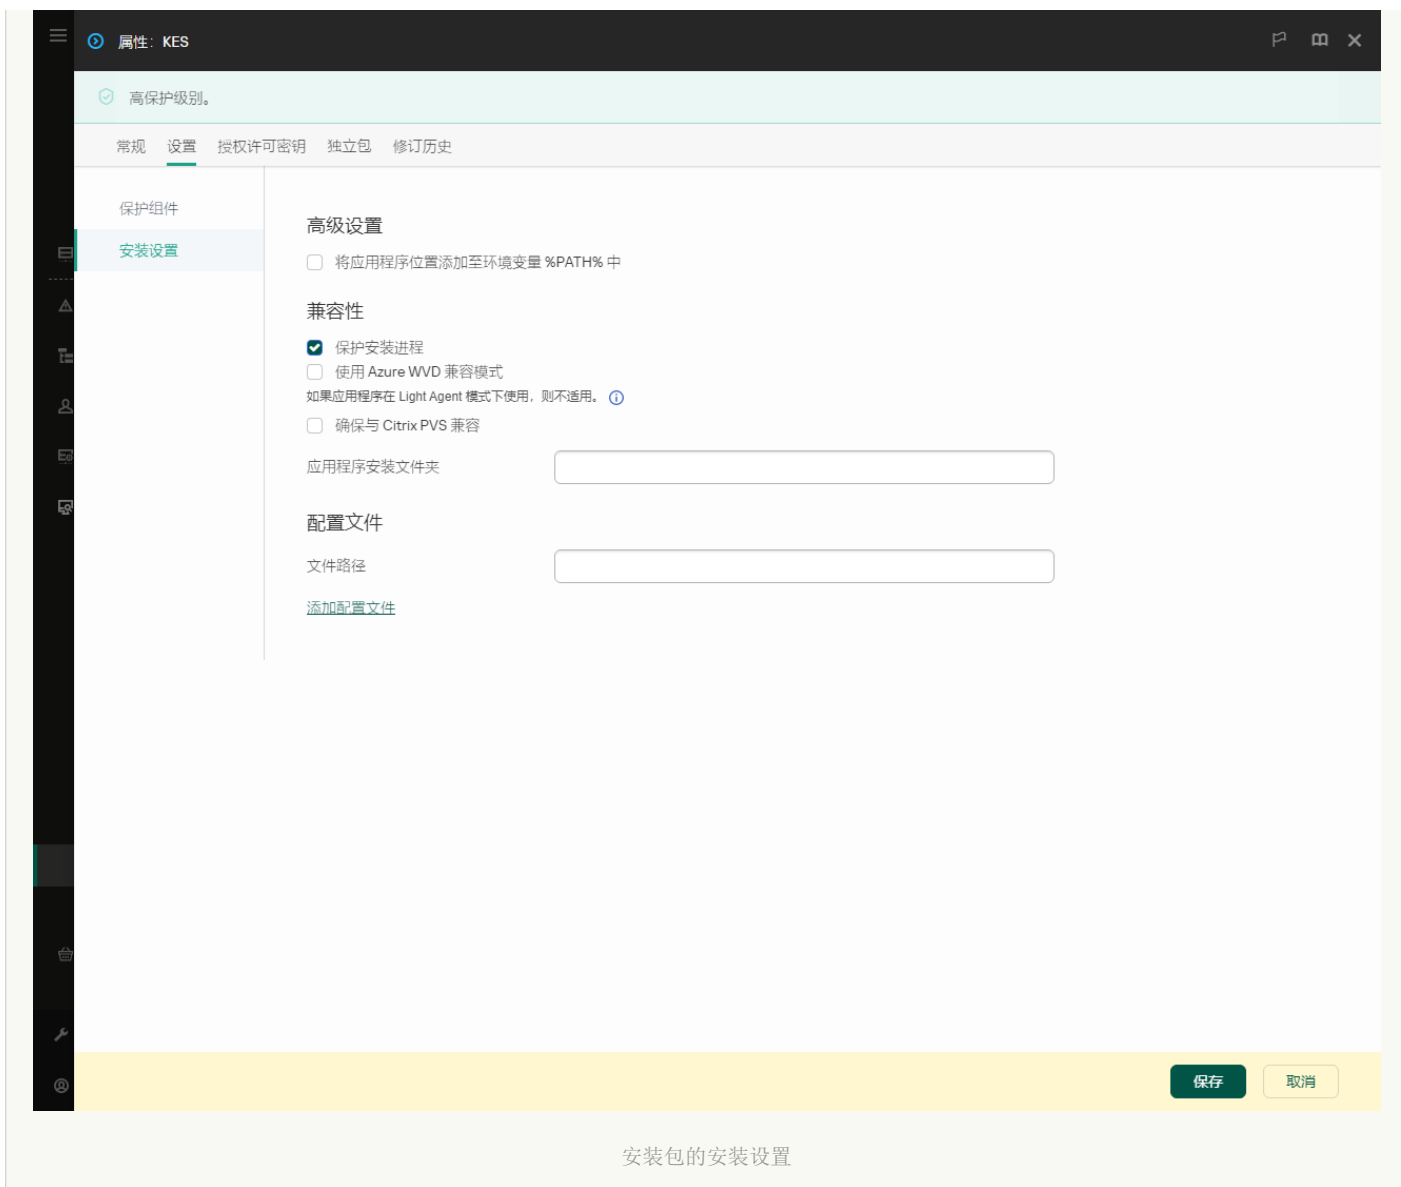 属性：KES
高保护级别。
常规 设置 授权许可密钥 独立包 修订历史
保护组件
安装设置
高级设置
将应用程序位置添加至环境变量 %PATH% 中
兼容性
保护安装进程
使用 Azure WVD 兼容模式
如果应用程序在 Light Agent 模式下使用，则不适用。
确保与 Citrix PVS 兼容
应用程序安装文件夹
配置文件
文件路径
添加配置文件
保存 取消
安装包的安装设置